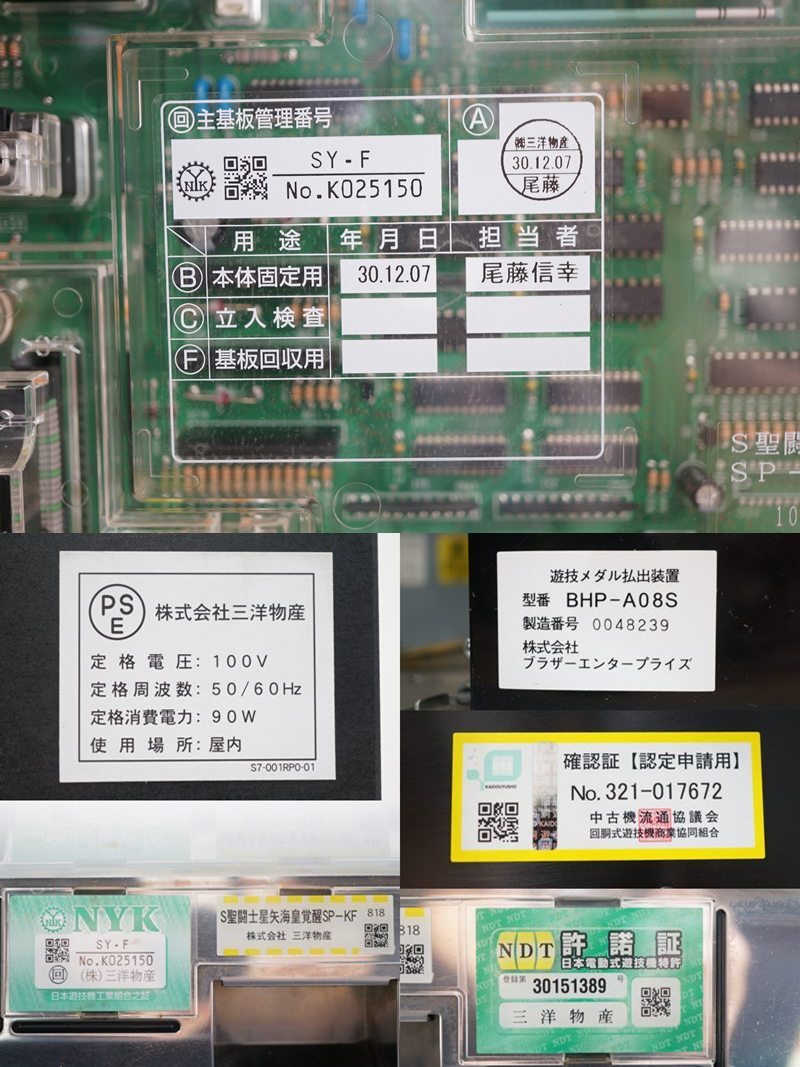 回 主基板管理番号
A
NYK
SY-F
No.K025150
㈱三洋物産
30.12.07
尾藤
用途 年月日 担当者
B 本体固定用 30.12.07 尾藤信幸
C 立入検査
F 基板回収用
S聖闘
SP-
10
PSE 株式会社三洋物産
定格電圧: 100V
定格周波数: 50/60Hz
定格消費電力: 90W
使用場所: 屋内
S7-001RP0-01
遊技メダル払出装置
型番 BHP-A08S
製造番号 0048239
株式会社
ブラザーエンタープライズ
KAIDOUYUSHO
確認証【認定申請用】
No. 321-017672
中古機流通協議会
回胴式遊技機商業協同組合
NYK
SY-F
No.K025150
回 (株)三洋物産
日本遊技機工業組合之証
S聖闘士星矢海皇覚醒SP-KF 818
株式会社 三洋物産
818
NDT 許諾証
日本電動式遊技機特許
登録第 30151389 号
三洋物産